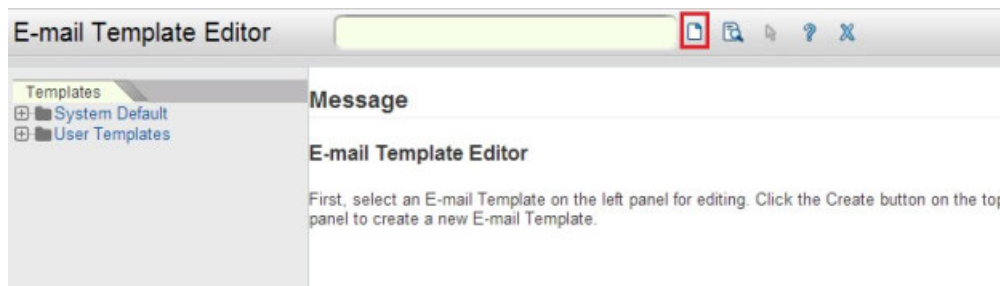 E-mail Template Editor
Templates
System Default
User Templates
Message
E-mail Template Editor
First, select an E-mail Template on the left panel for editing. Click the Create button on the top
panel to create a new E-mail Template.